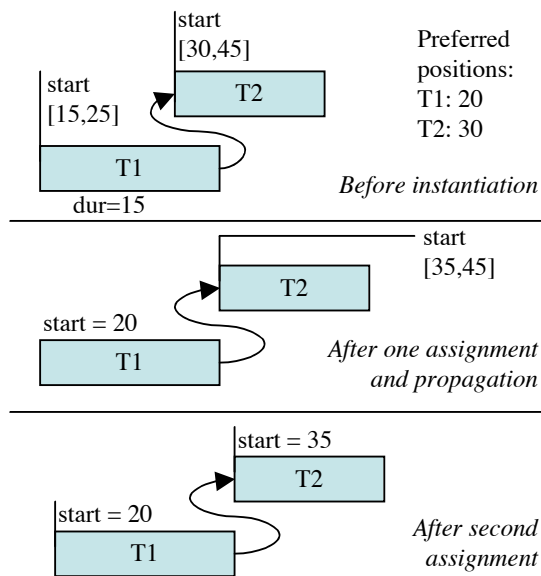 start
[30,45]
T2
Preferred
positions:
T1: 20
T2: 30
start
[15,25]
T1
dur=15
Before instantiation
start
[35,45]
T2
start = 20
T1
After one assignment
and propagation
start = 35
T2
start = 20
T1
After second
assignment